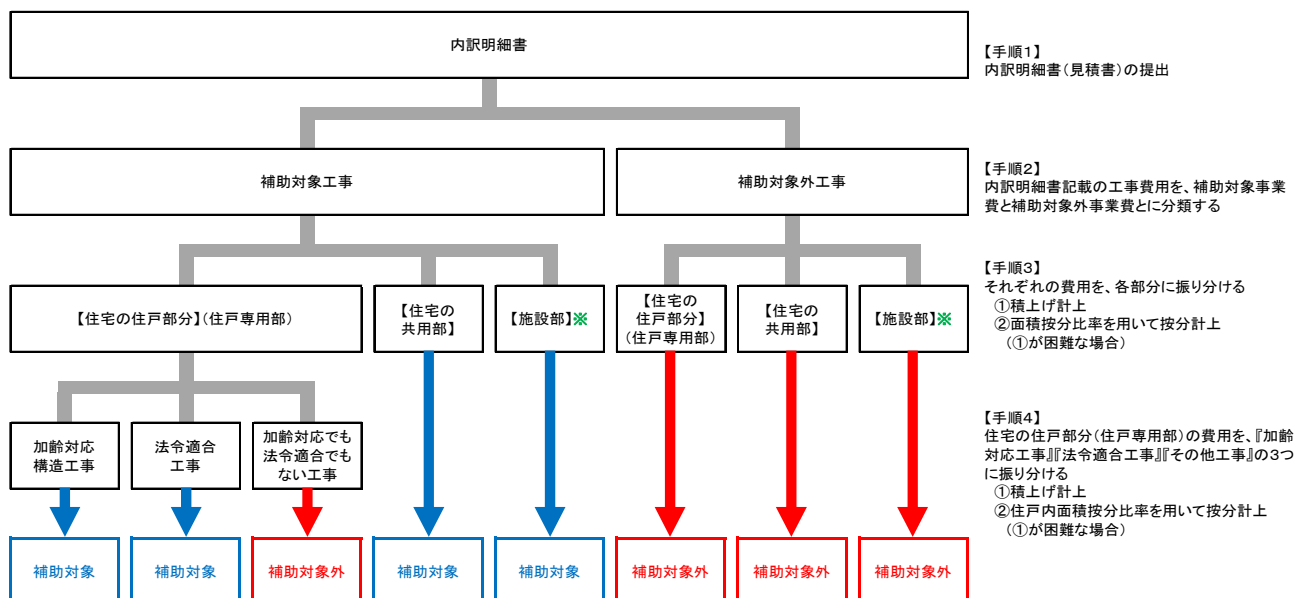 内訳明細書
【手順1】
内訳明細書(見積書)の提出
補助対象工事
補助対象外工事
【手順2】
内訳明細書記載の工事費用を、補助対象事業
費と補助対象外事業費とに分類する
【住宅の住戸部分】(住戸専用部)
【住宅の
共用部】
【施設部】※
【住宅の
住戸部分】
(住戸専用部)
【住宅の
共用部】
【施設部】※
【手順3】
それぞれの費用を、各部分に振り分ける
①積上げ計上
②面積按分比率を用いて按分計上
(①が困難な場合)
加齢対応
構造工事
法令適合
工事
加齢対応でも
法令適合でも
ない工事
【手順4】
住宅の住戸部分(住戸専用部)の費用を、『加齢
対応工事』『法令適合工事』『その他工事』の3つ
に振り分ける
①積上げ計上
②住戸内面積按分比率を用いて按分計上
(①が困難な場合)
補助対象
補助対象
補助対象外
補助対象
補助対象
補助対象外
補助対象外
補助対象外